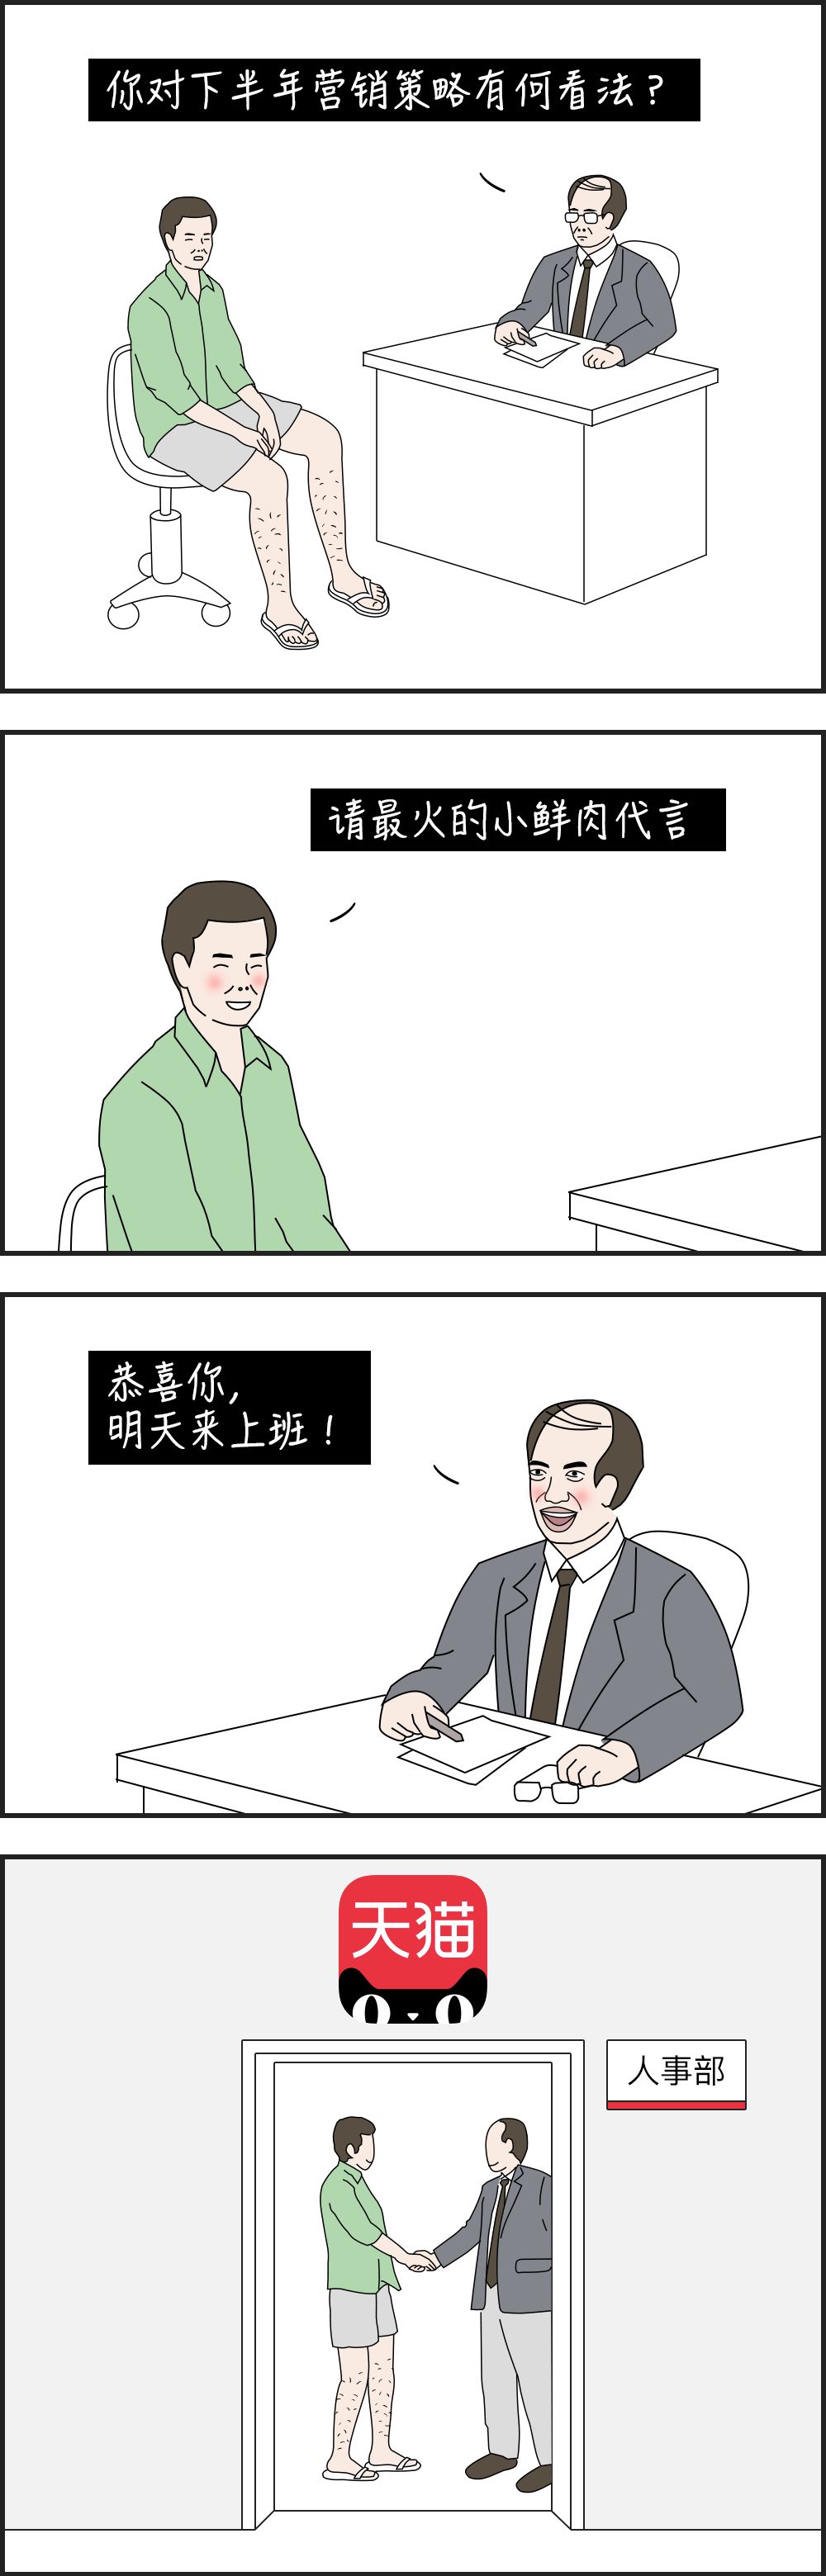 你对下半年营销策略有何看法？
请最火的小鲜肉代言
恭喜你,
明天来上班！
天猫
人事部